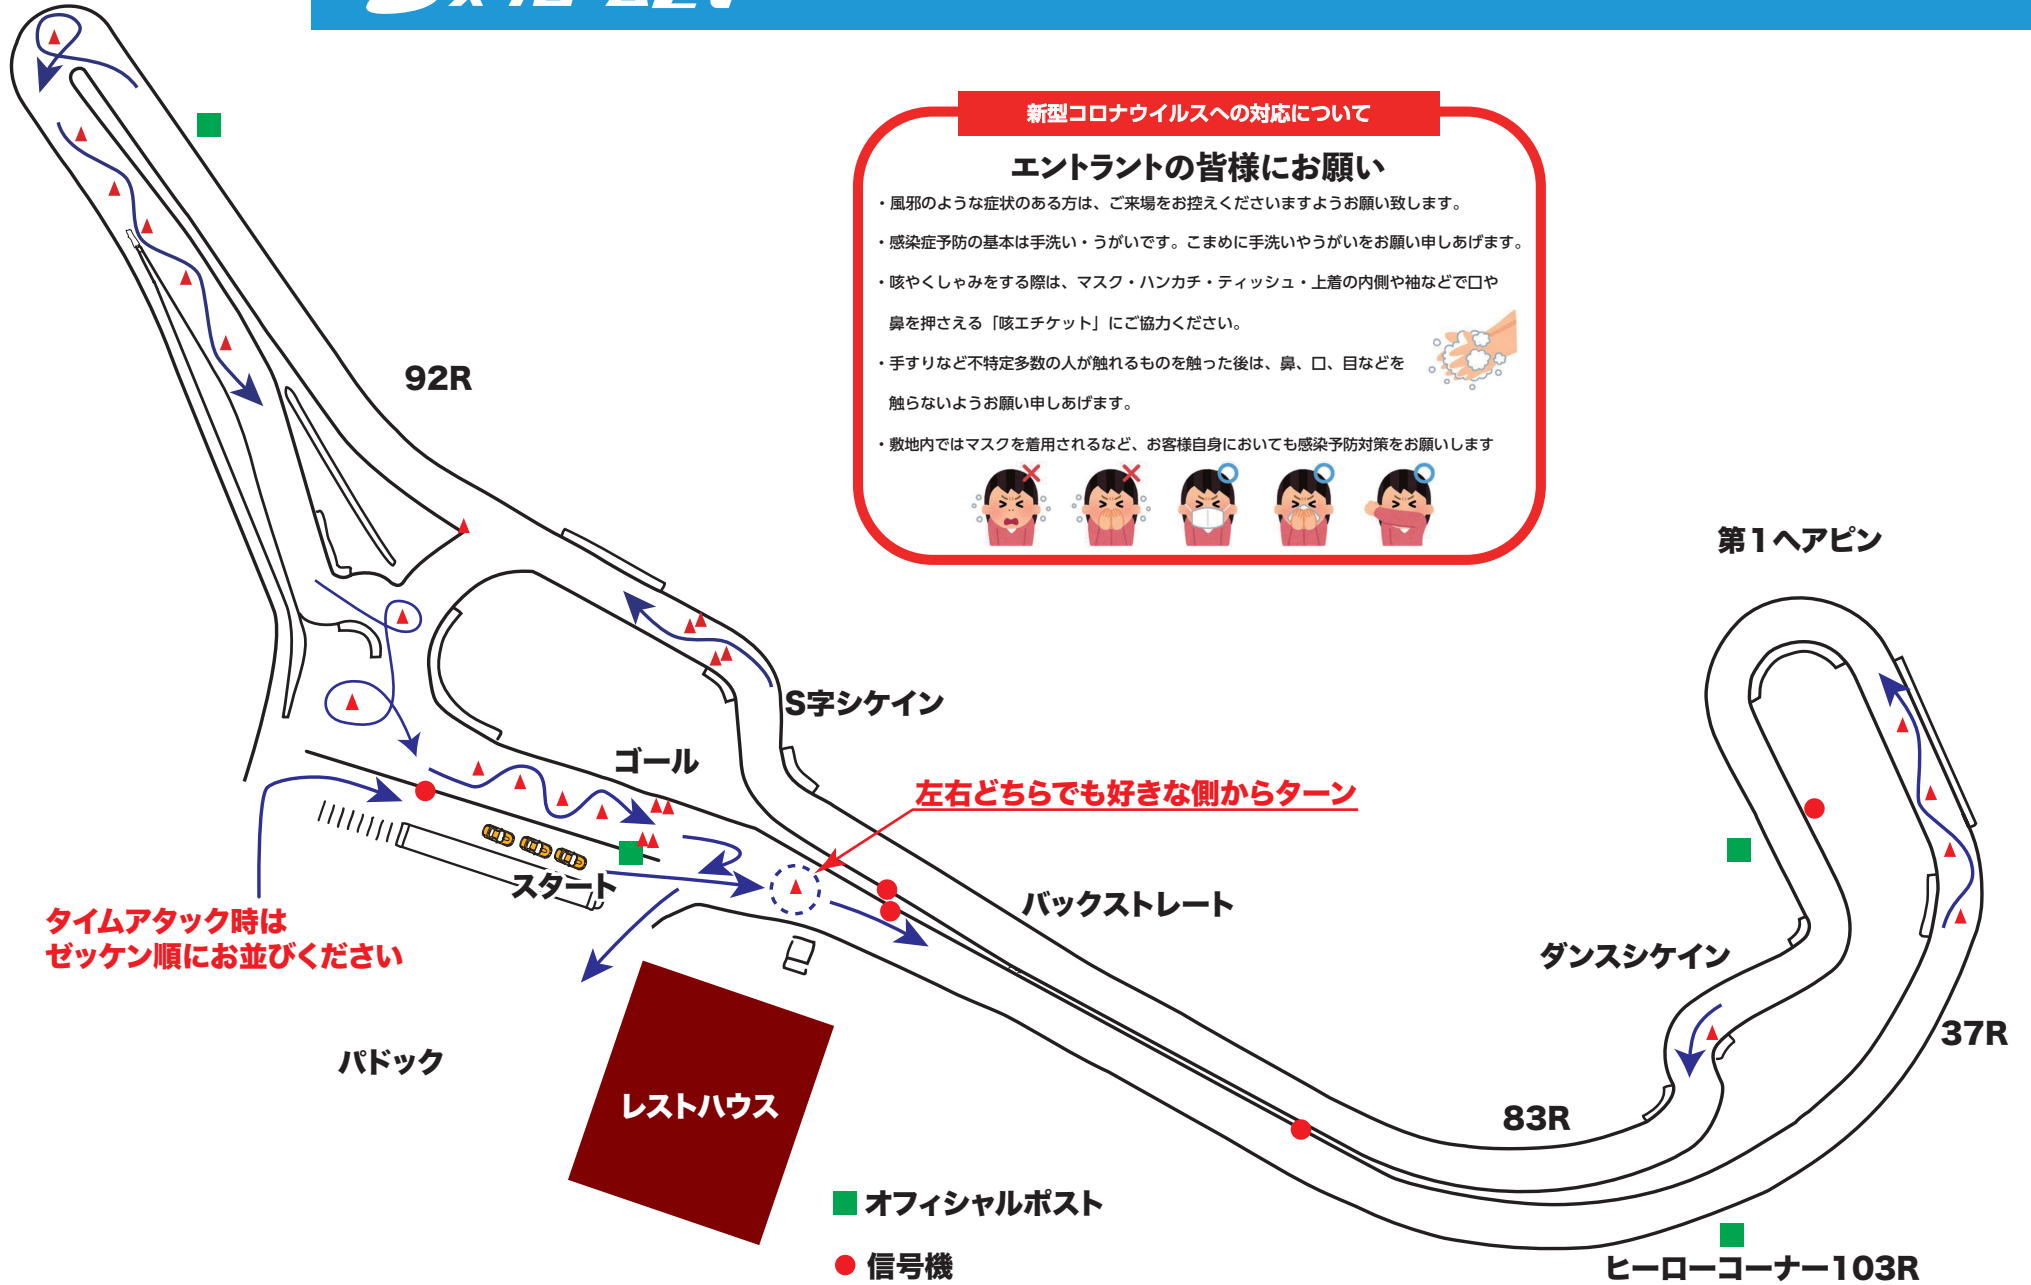 新型コロナウイルスへの対応について
エントラントの皆様にお願い
・風邪のような症状のある方は、ご来場をお控えくださいますようお願い致します。
・感染症予防の基本は手洗い・うがいです。こまめに手洗いやうがいをお願い申しあげます。
・咳やくしゃみをする際は、マスク・ハンカチ・ティッシュ・上着の内側や袖などで口や
鼻を押さえる「咳エチケット」にご協力ください。
・手すりなど不特定多数の人が触れるものを触った後は、鼻、口、目などを
触らないようお願い申しあげます。
・敷地内ではマスクを着用されるなど、お客様自身においても感染予防対策をお願いします
92R
第1ヘアピン
S字シケイン
ゴール
左右どちらでも好きな側からターン
スタート
バックストレート
タイムアタック時は
ゼッケン順にお並びください
ダンスシケイン
37R
パドック
レストハウス
83R
オフィシャルポスト
信号機
ヒーローコーナー103R